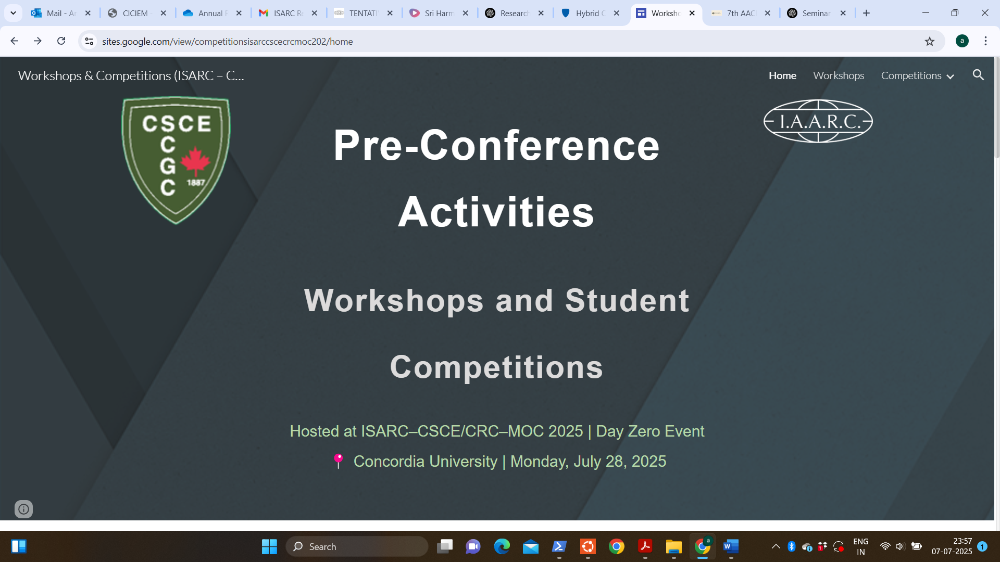 Mail - Ar
CICIEM -
Annual R
ISARC Re
TENTATI
Sri Harm
Research
Hybrid C
Worksho
7th AACE
Seminar
sites.google.com/view/competitionsisarccscecrcmoc202/home
a
Workshops & Competitions (ISARC – C...
Home
Workshops
Competitions
CSCE
C
G
C
1887
I.A.A.R.C.
Pre-Conference
Activities
Workshops and Student
Competitions
Hosted at ISARC–CSCE/CRC–MOC 2025 | Day Zero Event
Concordia University | Monday, July 28, 2025
Search
a
ENG
IN
23:57
07-07-2025
1
1